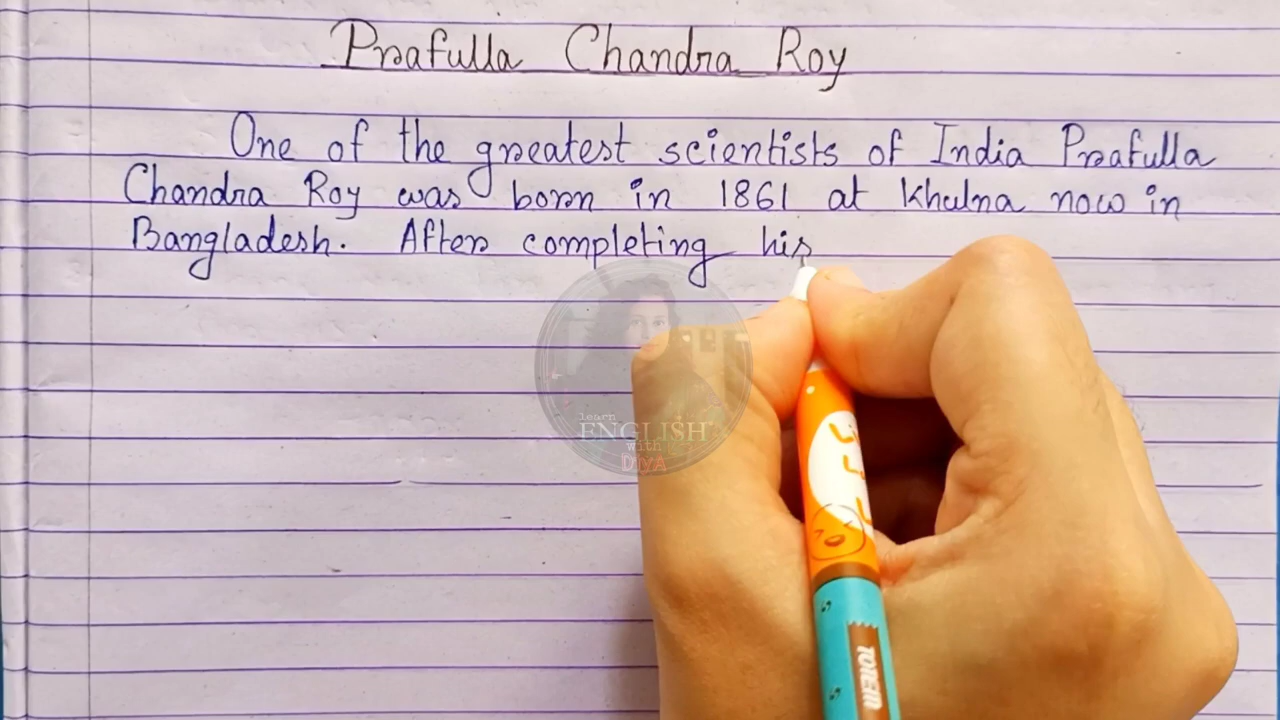 Prafulla Chandra Roy
One of the greatest scientists of India Prafulla
Chandra Roy was born in 1861 at Khulna now in
Bangladesh. After completing his
learn
ENGLISH
with
DIYA
TOTEM